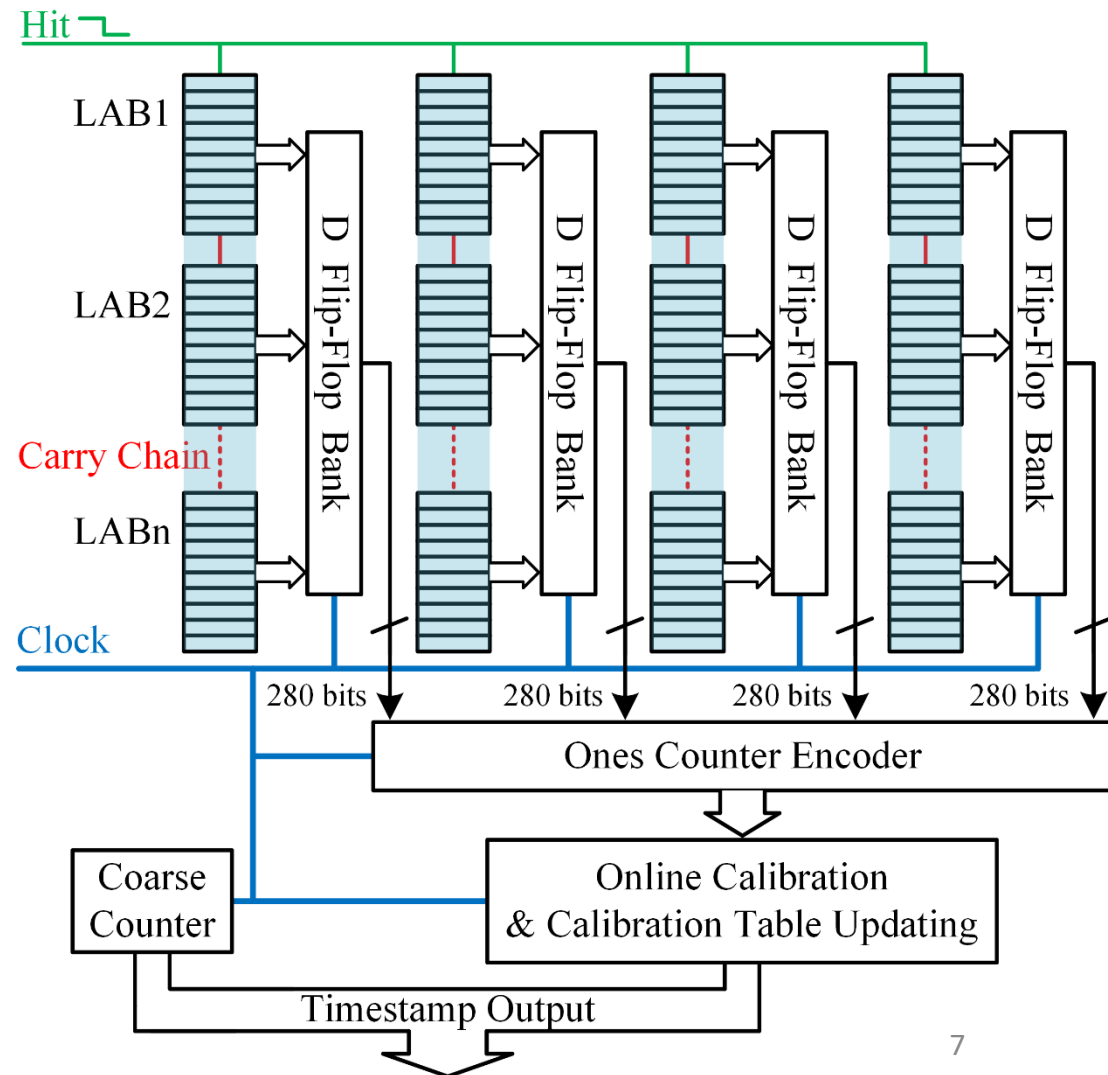 Hit
LAB1
LAB2
Carry Chain
LABn
D Flip-Flop Bank
D Flip-Flop Bank
D Flip-Flop Bank
D Flip-Flop Bank
Clock
280 bits
280 bits
280 bits
280 bits
Ones Counter Encoder
Coarse
Counter
Online Calibration
& Calibration Table Updating
Timestamp Output
7